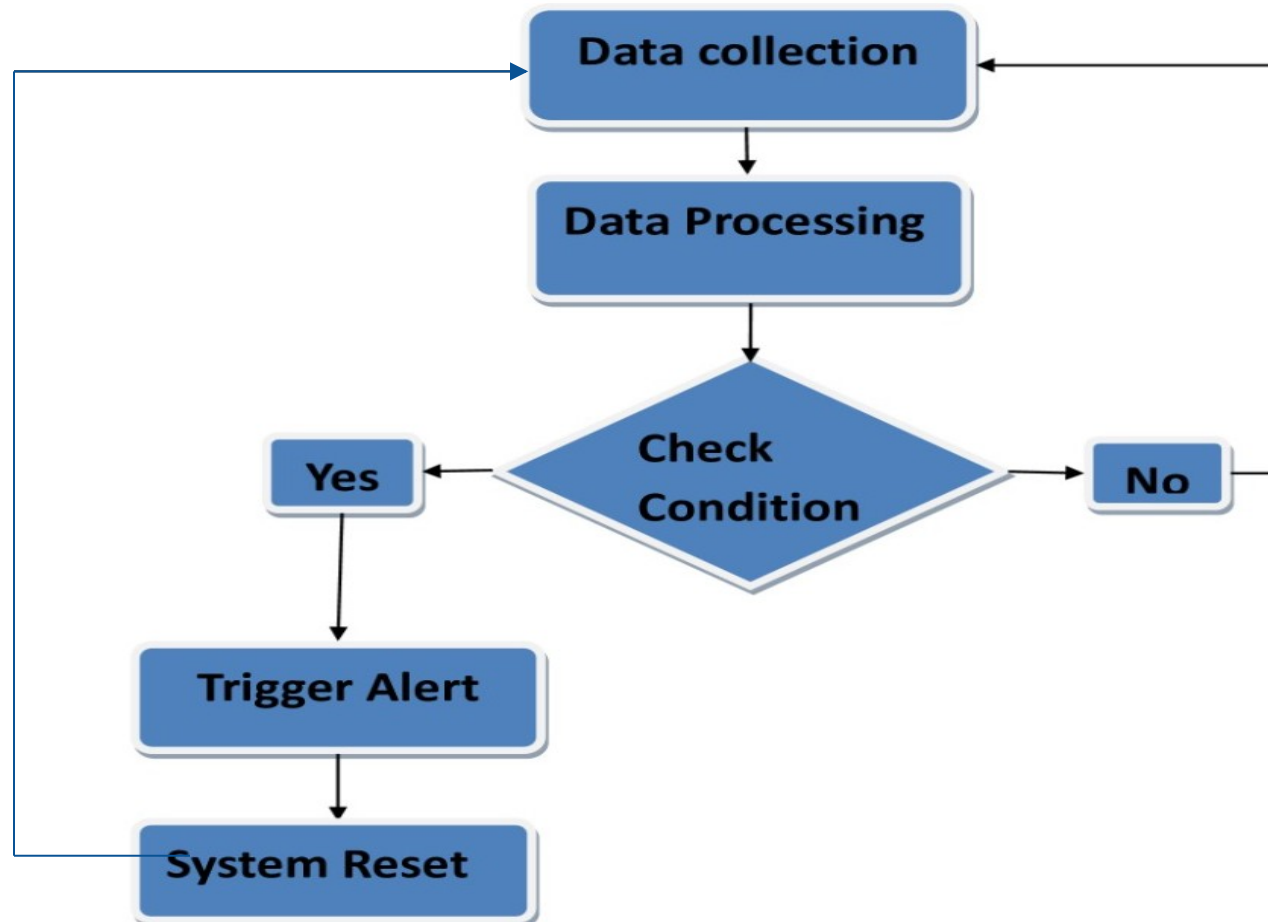 Data collection
Data Processing
Check
Condition
Yes
No
Trigger Alert
System Reset